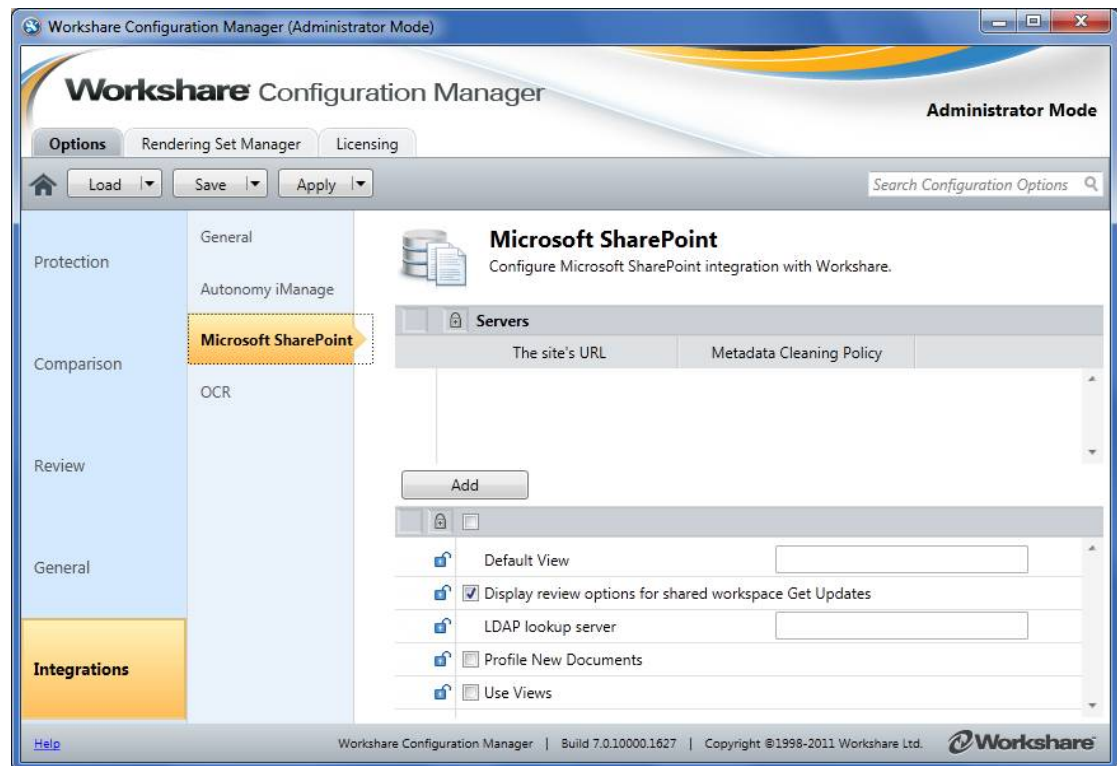 Workshare Configuration Manager (Administrator Mode)
Workshare Configuration Manager
Administrator Mode
Options Rendering Set Manager Licensing
Load Save Apply Search Configuration Options
Protection
Comparison
Review
General
Integrations
General
Autonomy iManage
Microsoft SharePoint
OCR
Microsoft SharePoint
Configure Microsoft SharePoint integration with Workshare.
Servers
The site's URL Metadata Cleaning Policy
Add
Default View
Display review options for shared workspace Get Updates
LDAP lookup server
Profile New Documents
Use Views
Help Workshare Configuration Manager | Build 7.0.10000.1627 | Copyright ©1998-2011 Workshare Ltd. Workshare